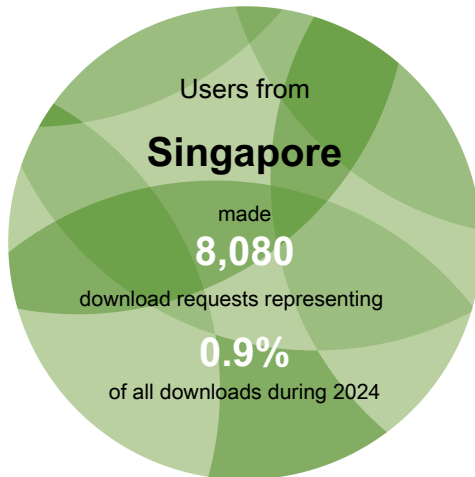 Users from
Singapore
made
8,080
download requests representing
0.9%
of all downloads during 2024